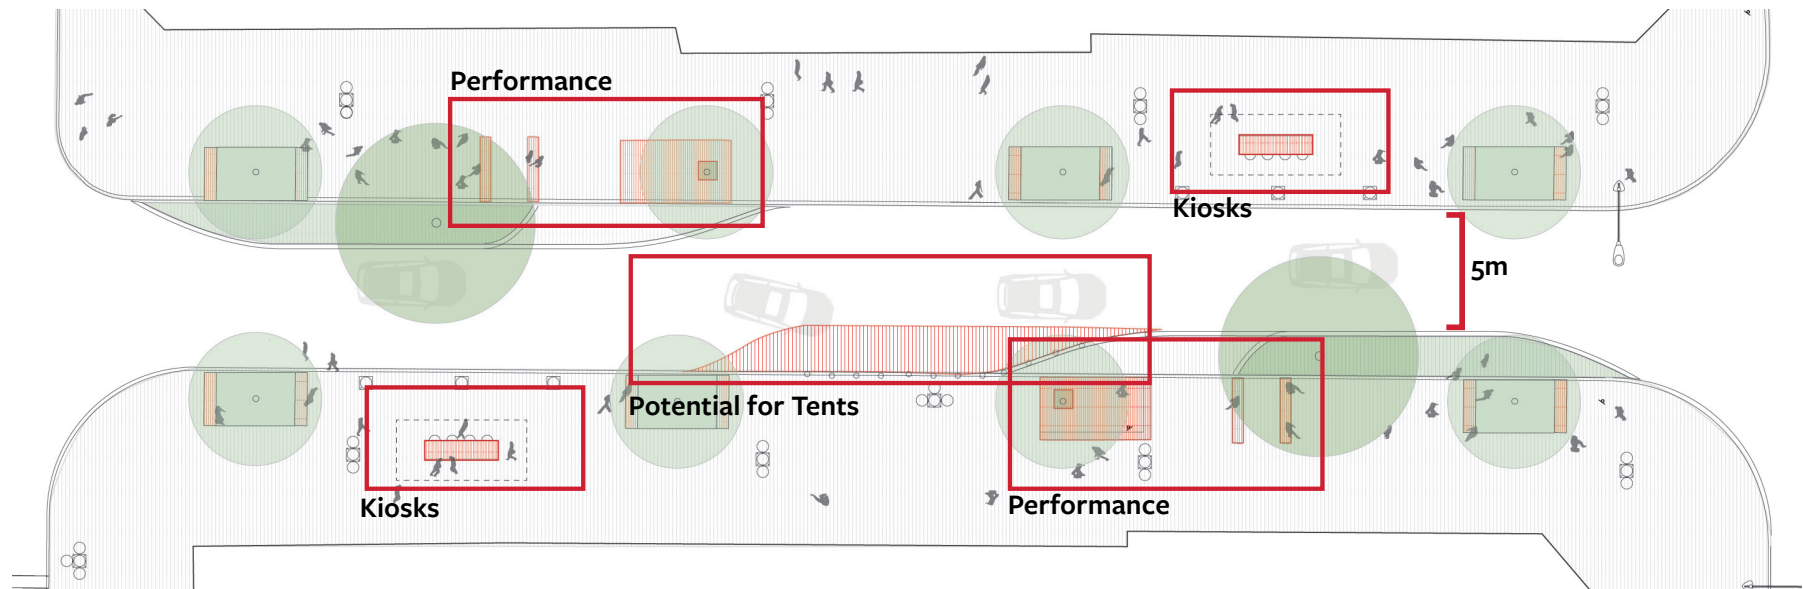 Performance
Kiosks
5m
Potential for Tents
Kiosks
Performance